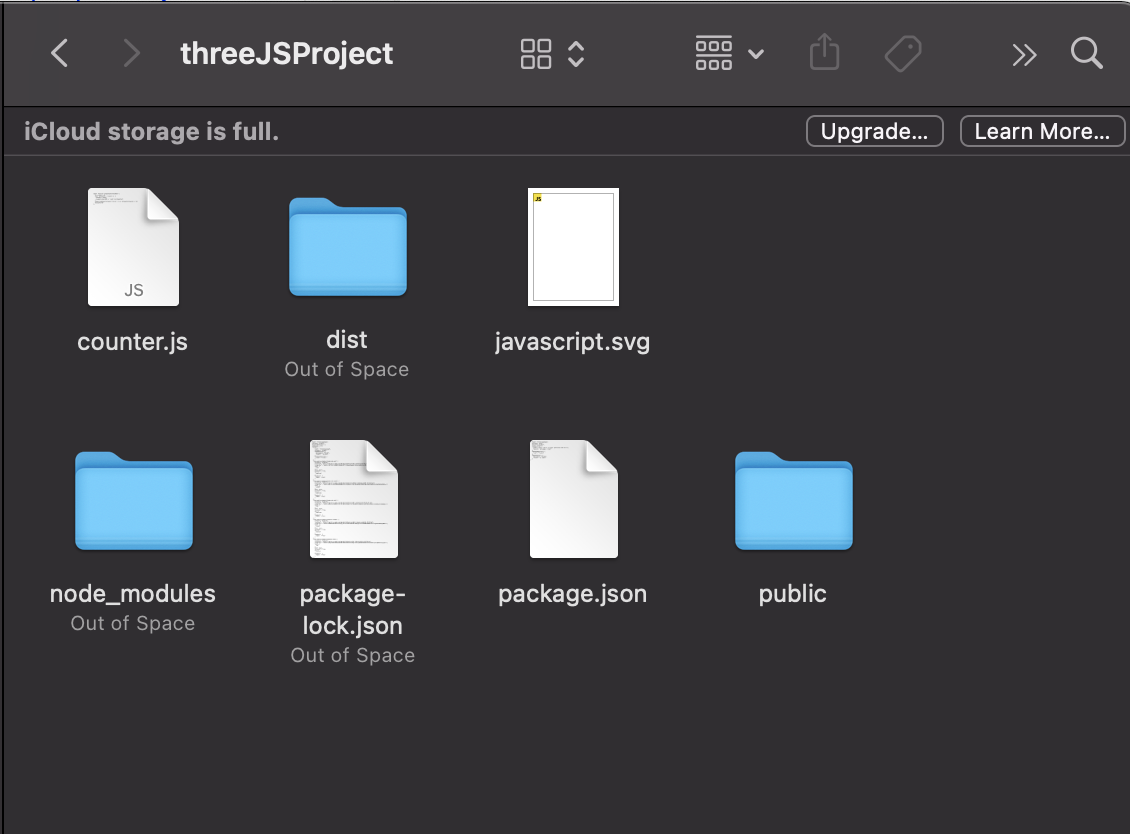 threeJSProject
iCloud storage is full.
Upgrade...
Learn More...
JS
JS
counter.js
dist
Out of Space
javascript.svg
node_modules
Out of Space
package-
lock.json
Out of Space
package.json
public